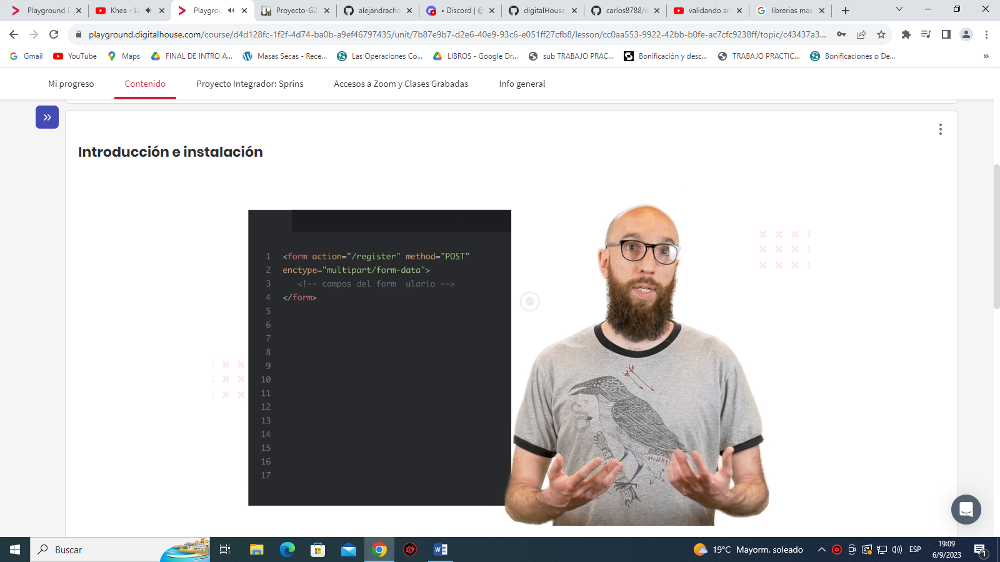 Playground D
Khea - Lo
Playgrou
Proyecto-G2
alejandracho
• Discord | @
digitalHouse
carlos8788/d
validando ar
librerias mas
playground.digitalhouse.com/course/d4d128fc-1f2f-4d74-ba0b-a9ef46797435/unit/7b87e9b7-d2e6-40e9-93c6-e051ff27cfb8/lesson/cc0aa553-9922-42bb-b0fe-ac7cfc9238ff/topic/c43437a3...
Gmail
YouTube
Maps
FINAL DE INTRO A...
Masas Secas - Rece...
Las Operaciones Co...
LIBROS - Google Dr...
sub TRABAJO PRAC...
Bonificación y desc...
TRABAJO PRACTIC...
Bonificaciones o De...
»
Mi progreso
Contenido
Proyecto Integrador: Sprins
Accesos a Zoom y Clases Grabadas
Info general
Introducción e instalación
1 <form action="/register" method="POST"
2 enctype="multipart/form-data">
3 <!-- campos del form  ulario -->
4 </form>
5
6
7
8
9
10
11
12
13
14
15
16
17
Buscar
19°C Mayorm. soleado
ESP
19:09
6/9/2023
1